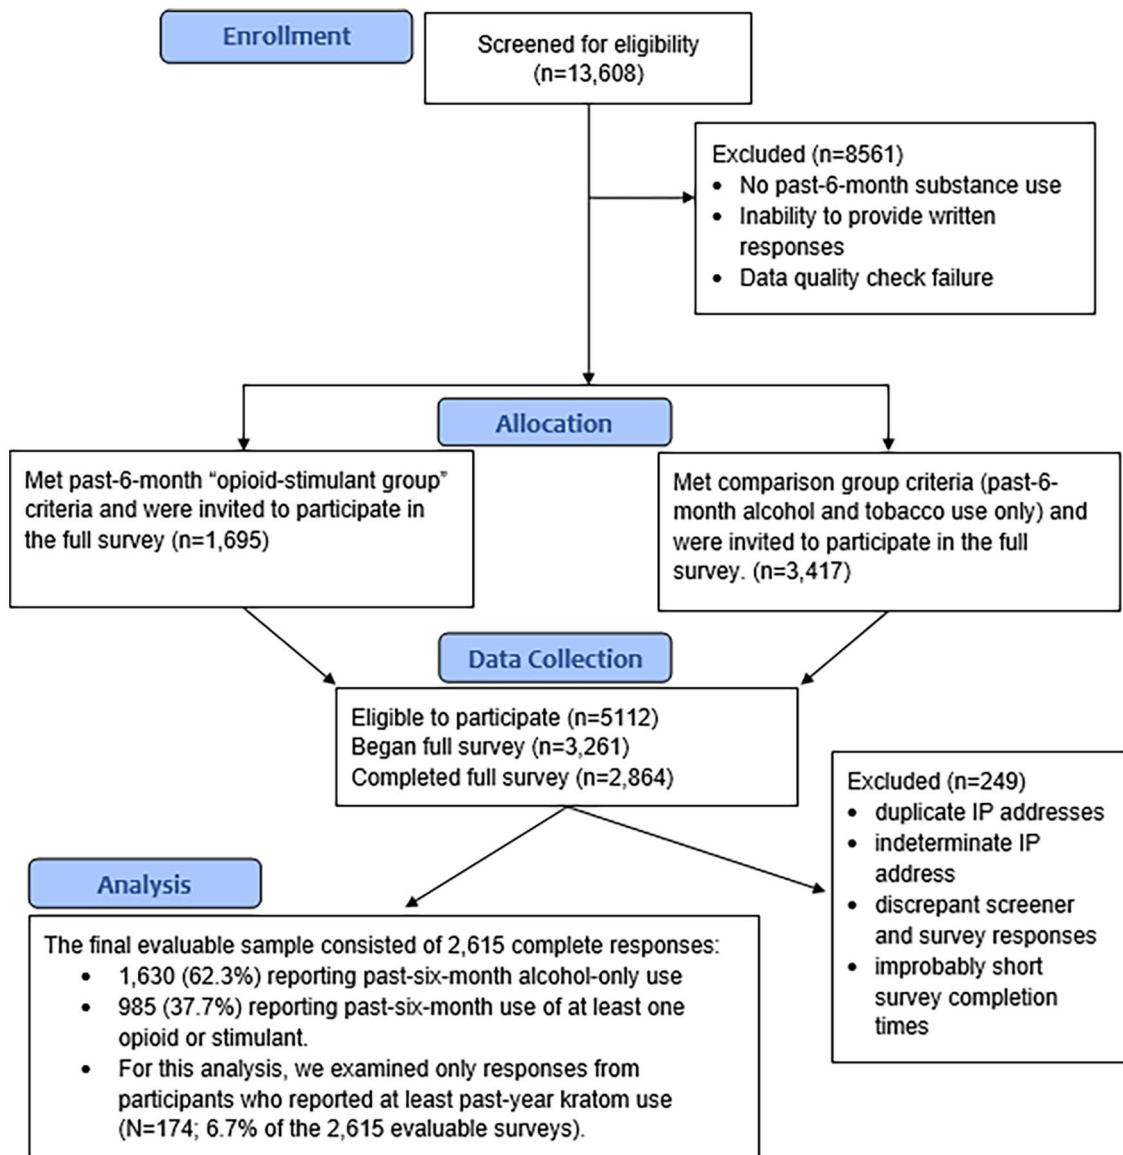 Enrollment
Screened for eligibility
(n=13,608)
Excluded (n=8561)
• No past-6-month substance use
• Inability to provide written
responses
• Data quality check failure
Allocation
Met past-6-month “opioid-stimulant group”
criteria and were invited to participate in
the full survey (n=1,695)
Met comparison group criteria (past-6-
month alcohol and tobacco use only) and
were invited to participate in the full
survey. (n=3,417)
Data Collection
Eligible to participate (n=5112)
Began full survey (n=3,261)
Completed full survey (n=2,864)
Excluded (n=249)
• duplicate IP addresses
• indeterminate IP
address
• discrepant screener
and survey responses
• improbably short
survey completion
times
Analysis
The final evaluable sample consisted of 2,615 complete responses:
• 1,630 (62.3%) reporting past-six-month alcohol-only use
• 985 (37.7%) reporting past-six-month use of at least one
opioid or stimulant.
• For this analysis, we examined only responses from
participants who reported at least past-year kratom use
(N=174; 6.7% of the 2,615 evaluable surveys).